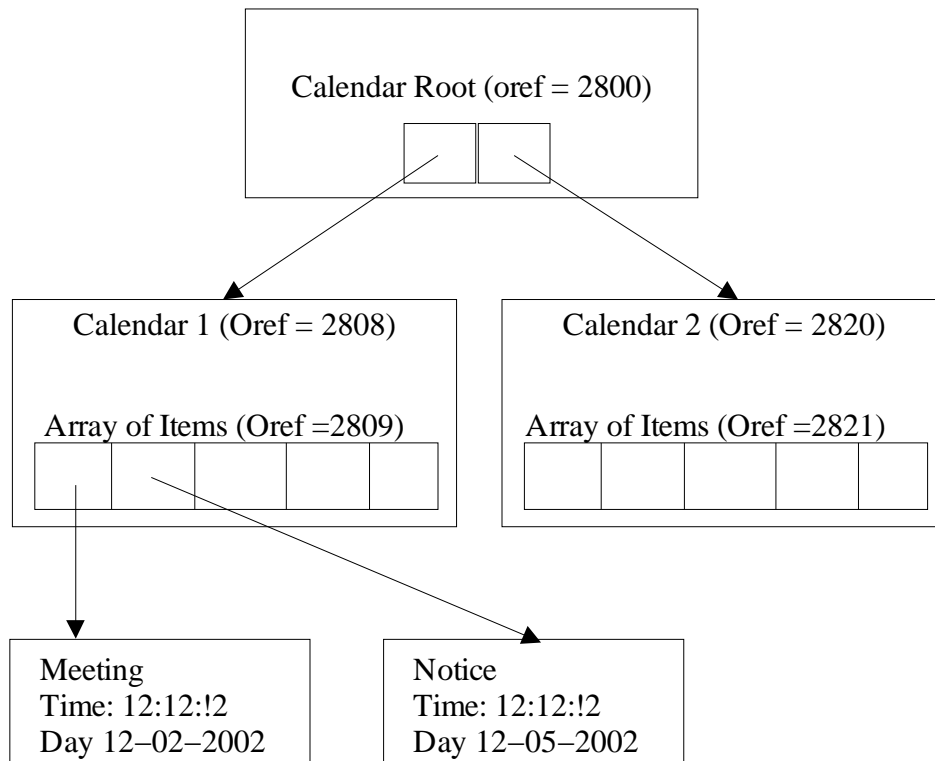 Calendar Root (oref = 2800)
Calendar 1 (Oref = 2808)
Calendar 2 (Oref = 2820)
Array of Items (Oref =2809)
Array of Items (Oref =2821)
Meeting
Time: 12:12:!2
Day 12−02−2002
Notice
Time: 12:12:!2
Day 12−05−2002